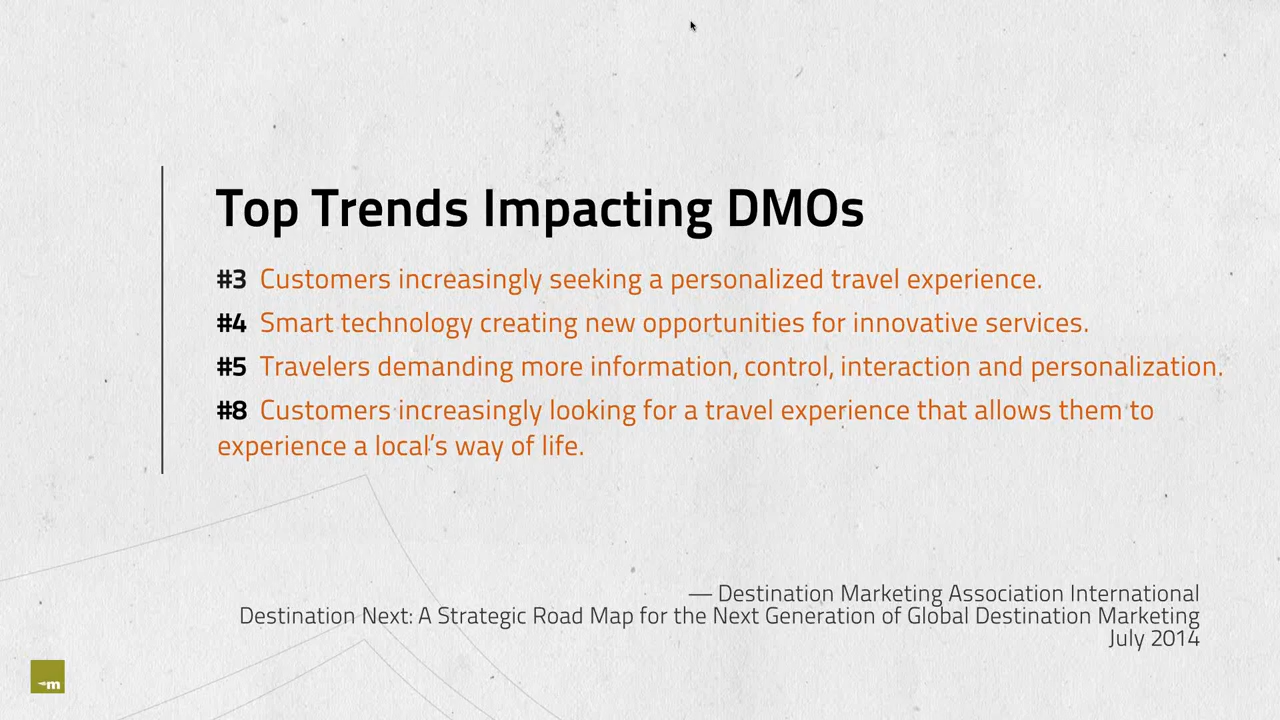 Top Trends Impacting DMOs
#3 Customers increasingly seeking a personalized travel experience.
#4 Smart technology creating new opportunities for innovative services.
#5 Travelers demanding more information, control, interaction and personalization.
#8 Customers increasingly looking for a travel experience that allows them to
experience a local’s way of life.
— Destination Marketing Association International
Destination Next: A Strategic Road Map for the Next Generation of Global Destination Marketing
July 2014
m